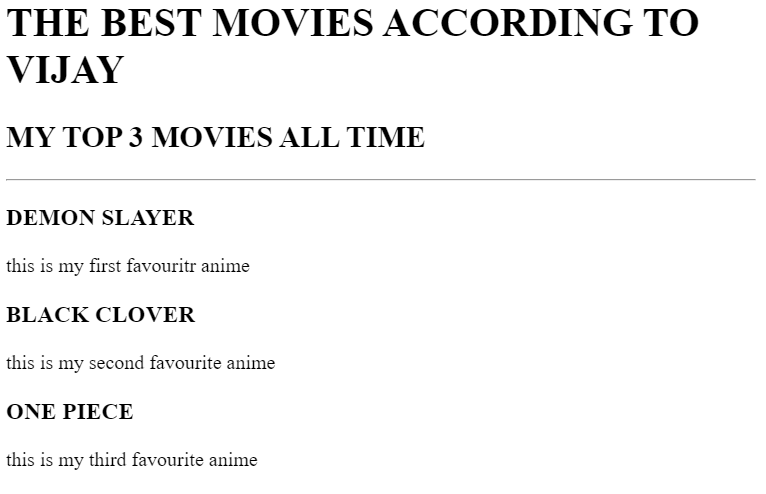 THE BEST MOVIES ACCORDING TO
VIJAY
MY TOP 3 MOVIES ALL TIME
DEMON SLAYER
this is my first favouritr anime
BLACK CLOVER
this is my second favourite anime
ONE PIECE
this is my third favourite anime